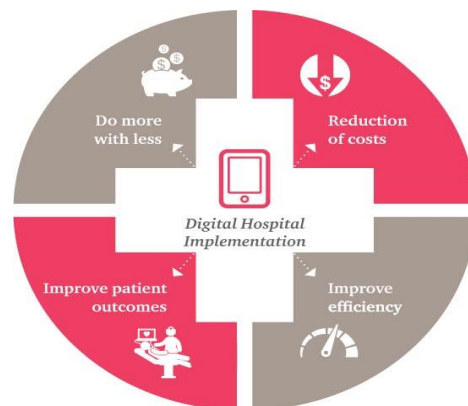 Do more
with less
Reduction
of costs
Digital Hospital
Implementation
Improve patient
outcomes
Improve
efficiency